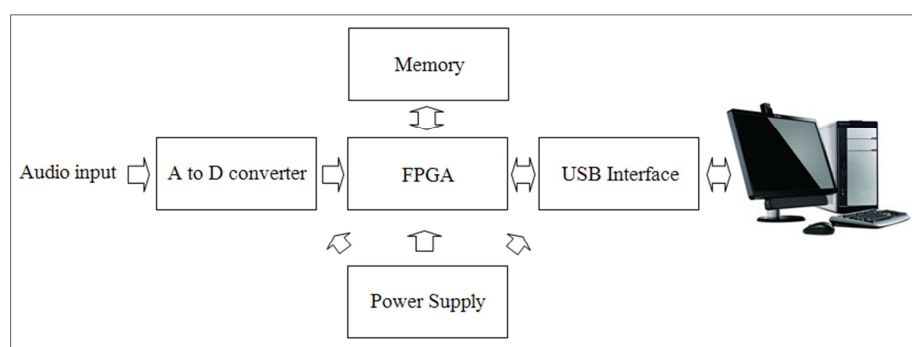 Memory
Audio input
A to D converter
FPGA
USB Interface
Power Supply